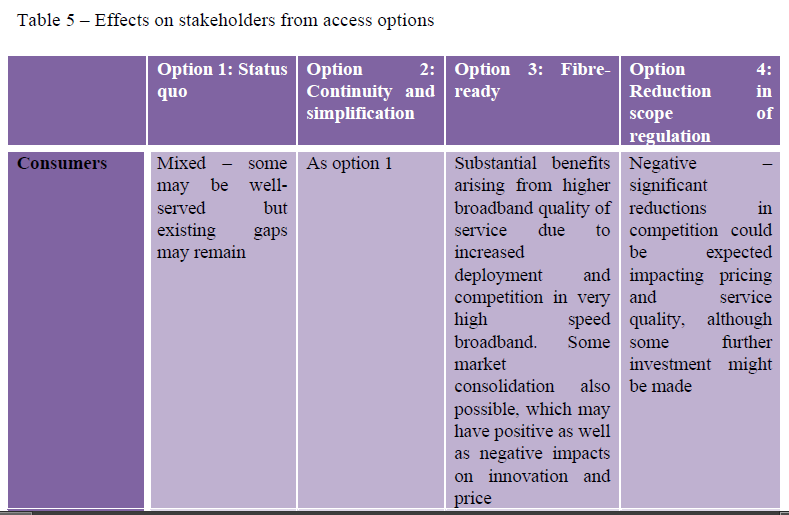 Table 5 – Effects on stakeholders from access options
Option 1: Status
quo
Option 2:
Continuity and
simplification
Option 3: Fibre-
ready
Option 4:
Reduction in
scope of
regulation
Consumers
Mixed – some
may be well-
served but
existing gaps
may remain
As option 1
Substantial benefits
arising from higher
broadband quality of
service due to
increased
deployment and
competition in very
high speed
broadband. Some
market
consolidation also
possible, which may
have positive as well
as negative impacts
on innovation and
price
Negative –
significant
reductions in
competition could
be expected
impacting pricing
and service
quality, although
some further
investment might
be made